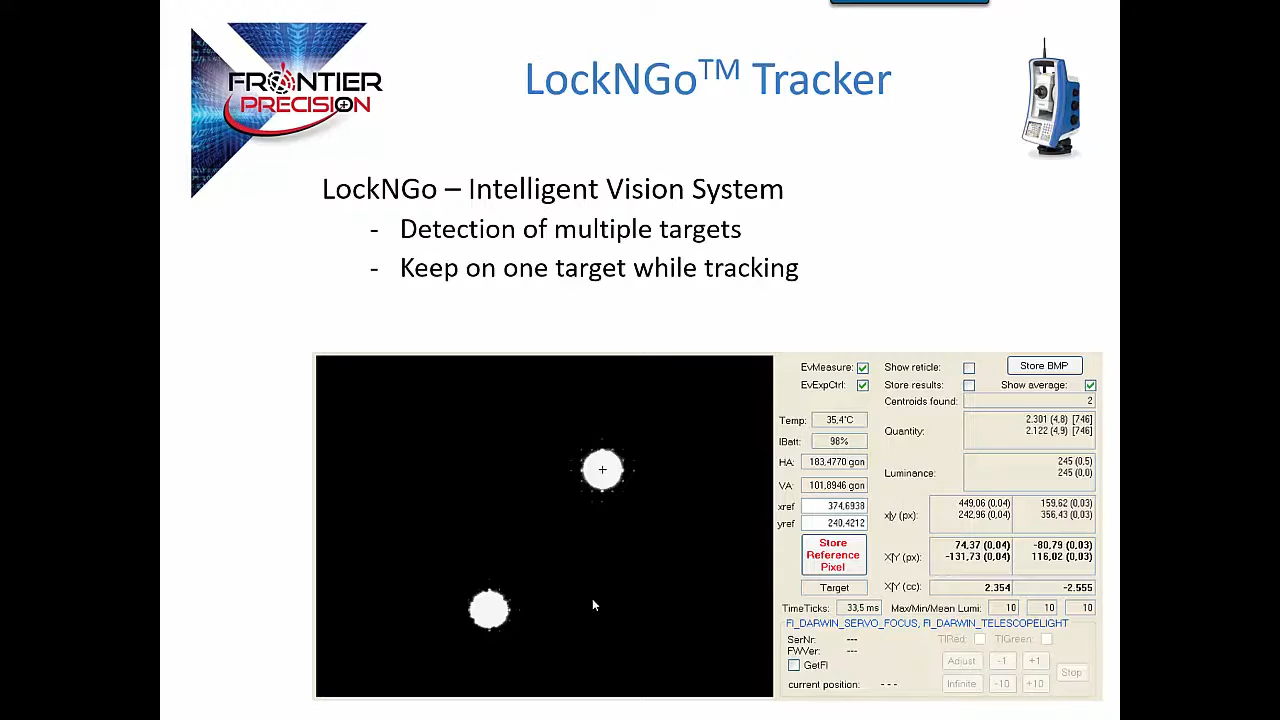 FRONTIER
PRECISION
LockNGo™ Tracker
LockNGo – Intelligent Vision System
- Detection of multiple targets
- Keep on one target while tracking
EvMeasure: Show reticle: Store BMP
EvExpCtrl: Store results: Show average:
Centroids found: 2
Temp: 35,4°C
Quantity: 2.301 (4,8) [746]
2.122 (4,9) [746]
IBatt: 98%
HA: 183,4770 gon
Luminance: 245 (0,5)
245 (0,0)
VA: 101,8946 gon
xref 374,6938
yref 240,4212
x|y (px): 449,06 (0,04) 159,62 (0,03)
242,96 (0,04) 356,43 (0,03)
Store
Reference
Pixel
X|Y (px): 74,37 (0,04) -80,79 (0,03)
-131,73 (0,04) 116,02 (0,03)
Target X|Y (cc): 2.354 -2.555
TimeTicks: 33,5 ms Max/Min/Mean Lumi: 10 10 10
FI_DARWIN_SERVO_FOCUS, FI_DARWIN_TELESCOPELIGHT
SerNr: --- TlRed: TlGreen:
FWVer: ---
GetFl Adjust -1 +1 Stop
current position: - - - Infinite -10 +10